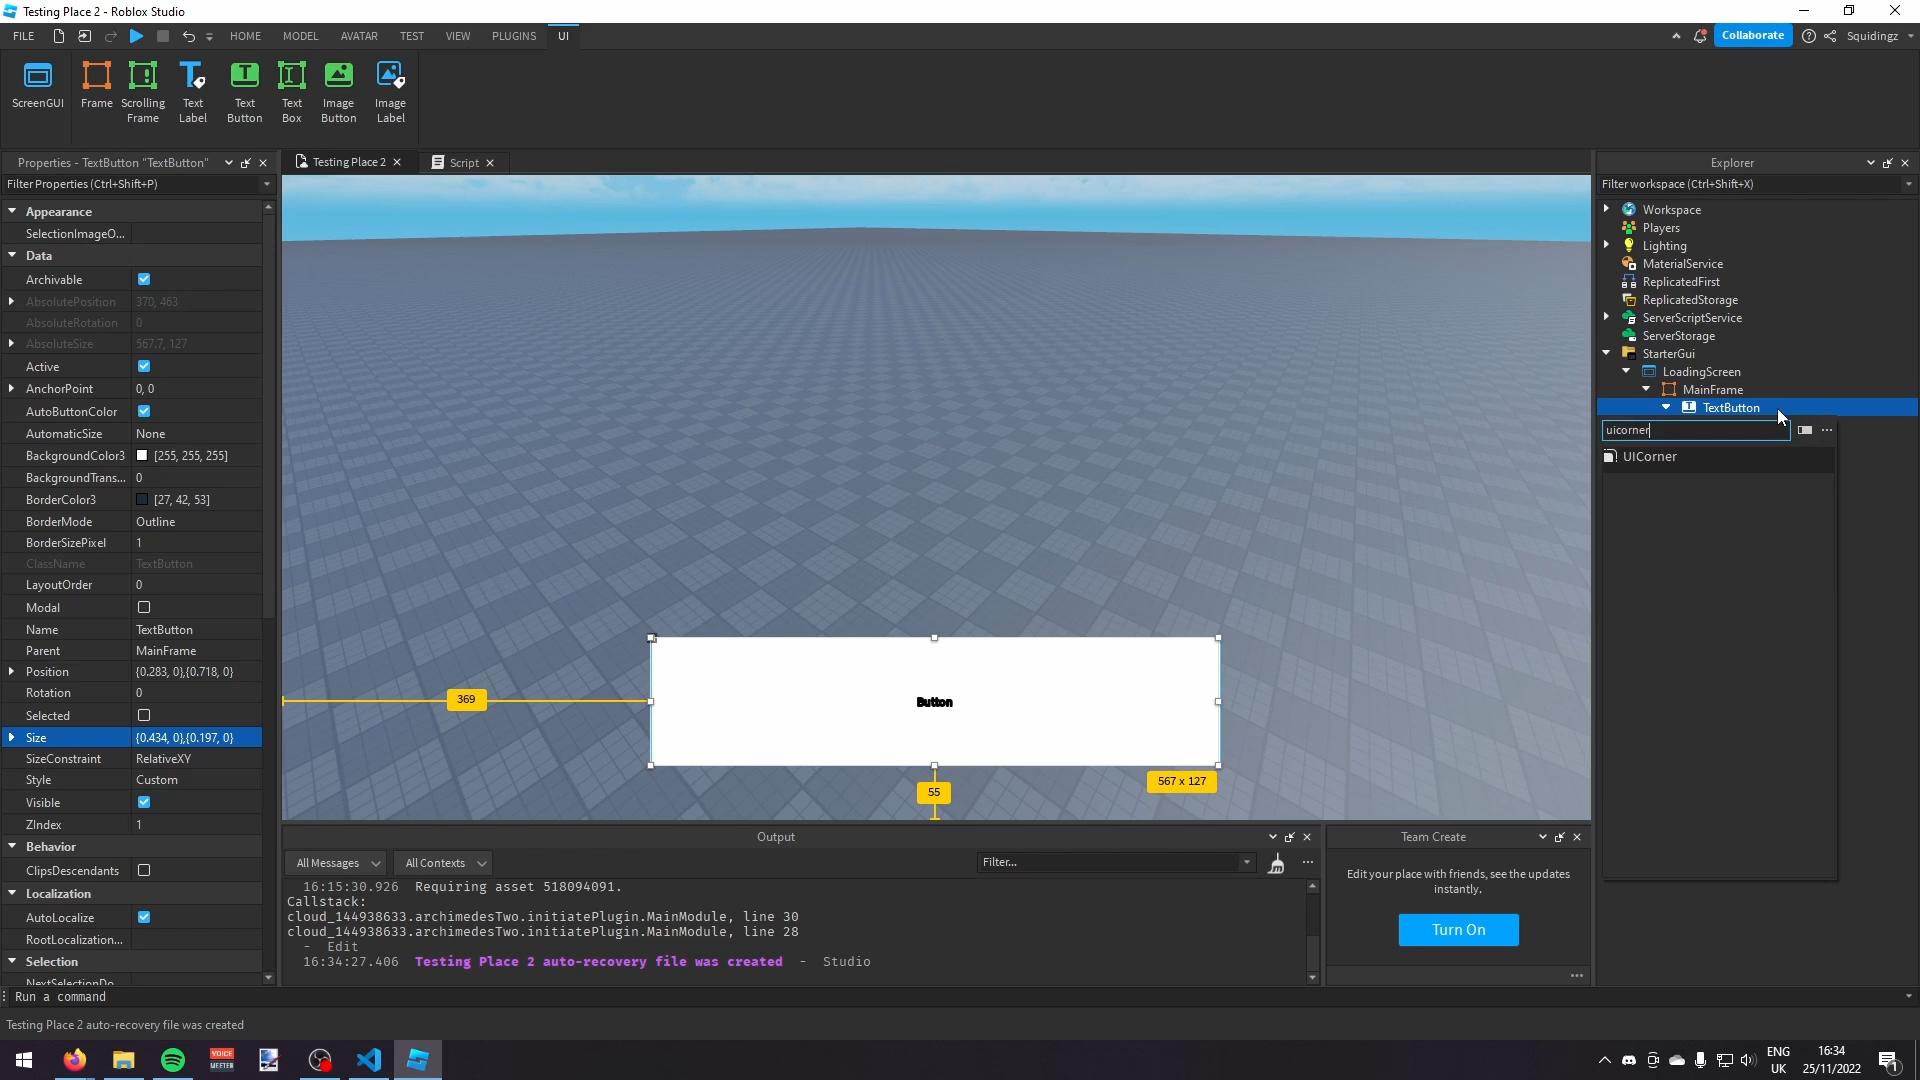 Testing Place 2 - Roblox Studio
FILE HOME MODEL AVATAR TEST VIEW PLUGINS UI Collaborate Squidingz
ScreenGUI Frame Scrolling Frame Text Label Text Button Text Box Image Button Image Label
Properties - TextButton "TextButton"
Filter Properties (Ctrl+Shift+P)
Appearance
SelectionImageO...
Data
Archivable
AbsolutePosition 370, 463
AbsoluteRotation 0
AbsoluteSize 567.7, 127
Active
AnchorPoint 0, 0
AutoButtonColor
AutomaticSize None
BackgroundColor3 [255, 255, 255]
BackgroundTrans... 0
BorderColor3 [27, 42, 53]
BorderMode Outline
BorderSizePixel 1
ClassName TextButton
LayoutOrder 0
Modal
Name TextButton
Parent MainFrame
Position {0.283, 0},{0.718, 0}
Rotation 0
Selected
Size {0.434, 0},{0.197, 0}
SizeConstraint RelativeXY
Style Custom
Visible
ZIndex 1
Behavior
ClipsDescendants
Localization
AutoLocalize
RootLocalization...
Selection
NextSelectionDo...
Testing Place 2
Script
369
Button
567 x 127
55
Output
All Messages All Contexts Filter...
16:15:30.926 Requiring asset 518094091.
Callstack:
cloud_144938633.archimedesTwo.initiatePlugin.MainModule, line 30
cloud_144938633.archimedesTwo.initiatePlugin.MainModule, line 28
- Edit
16:34:27.406 Testing Place 2 auto-recovery file was created - Studio
Team Create
Edit your place with friends, see the updates
instantly.
Turn On
Explorer
Filter workspace (Ctrl+Shift+X)
Workspace
Players
Lighting
MaterialService
ReplicatedFirst
ReplicatedStorage
ServerScriptService
ServerStorage
StarterGui
LoadingScreen
MainFrame
TextButton
uicorner
UICorner
Run a command
Testing Place 2 auto-recovery file was created
VOICE
MEETER
ENG
UK
16:34
25/11/2022
1